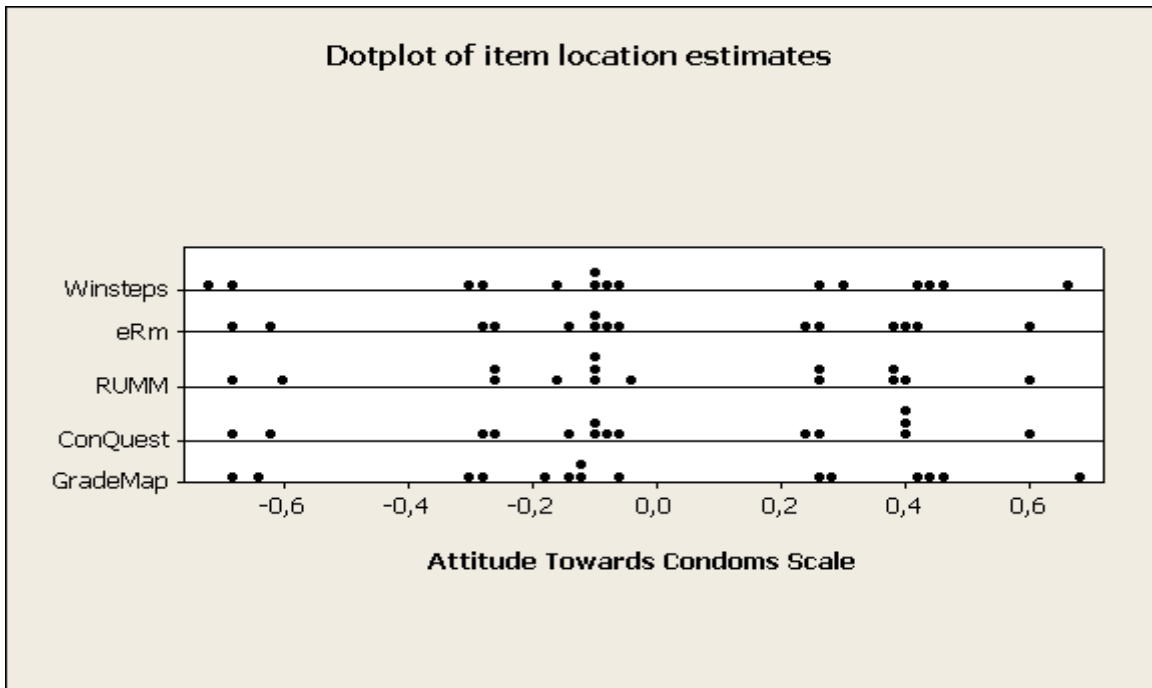 Dotplot of item location estimates
Winsteps
eRm
RUMM
ConQuest
GradeMap
-0,6 -0,4 -0,2 0,0 0,2 0,4 0,6
Attitude Towards Condoms Scale